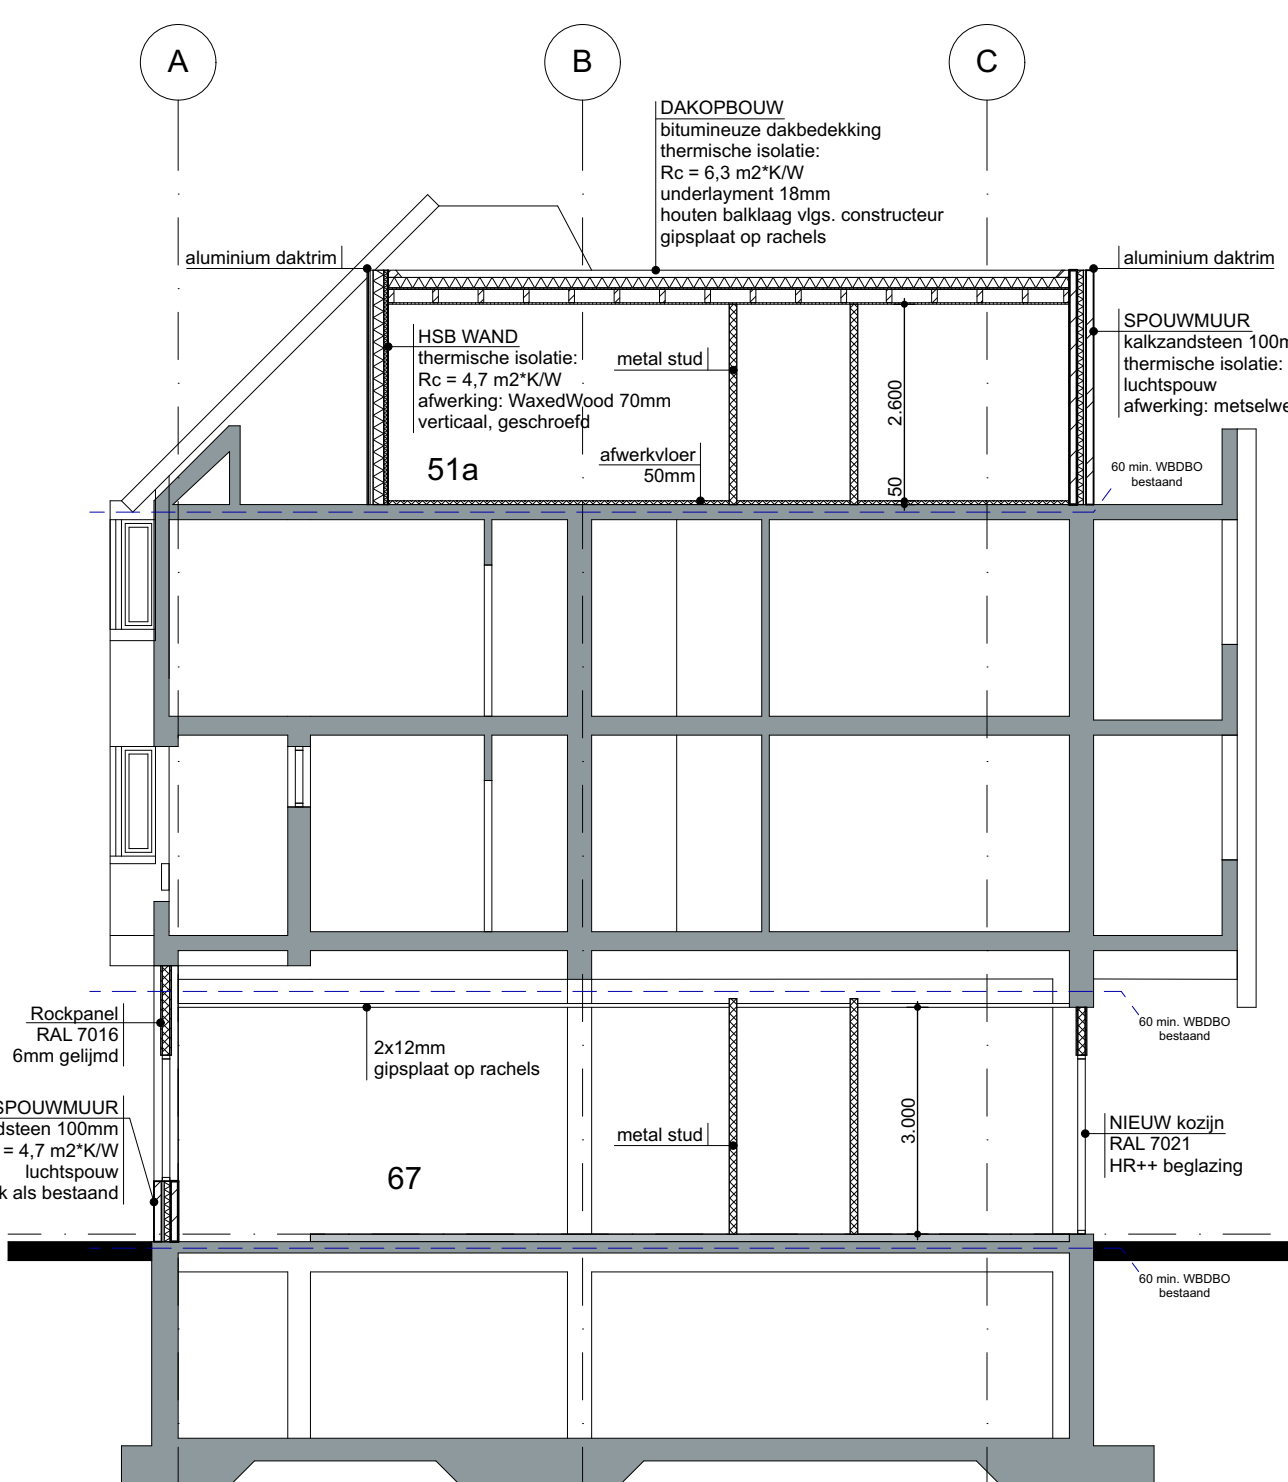 A
B
C
DAKOPBOUW
bitumineuze dakbedekking
thermische isolatie:
Rc = 6,3 m2*K/W
underlayment 18mm
houten balklaag vlgs. constructeur
gipsplaat op rachels
aluminium daktrim
aluminium daktrim
HSB WAND
thermische isolatie:
Rc = 4,7 m2*K/W
afwerking: WaxedWood 70mm
verticaal, geschroefd
metal stud
2.600
SPOUWMUUR
kalkzandsteen 100m
thermische isolatie:
luchtspouw
afwerking: metselwe
51a
afwerkvloer
50mm
50
60 min. WBDBO
bestaand
Rockpanel
RAL 7016
6mm gelijmd
2x12mm
gipsplaat op rachels
60 min. WBDBO
bestaand
SPOUWMUUR
dsteen 100mm
= 4,7 m2*K/W
luchtspouw
k als bestaand
67
metal stud
3.000
NIEUW kozijn
RAL 7021
HR++ beglazing
60 min. WBDBO
bestaand